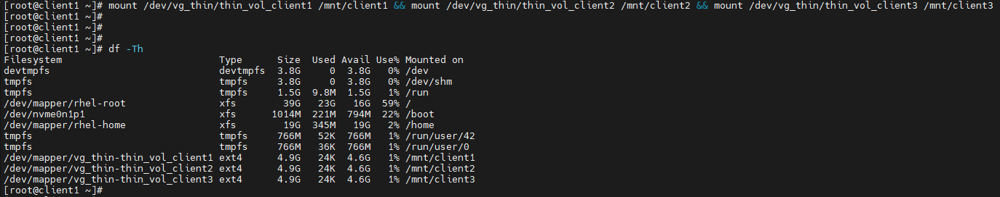 [root@client1 ~]# mount /dev/vg_thin/thin_vol_client1 /mnt/client1 && mount /dev/vg_thin/thin_vol_client2 /mnt/client2 && mount /dev/vg_thin/thin_vol_client3 /mnt/client3
[root@client1 ~]#
[root@client1 ~]#
[root@client1 ~]#
[root@client1 ~]# df -Th
Filesystem                           Type      Size  Used Avail Use% Mounted on
devtmpfs                             devtmpfs  3.8G     0  3.8G   0% /dev
tmpfs                                tmpfs     3.8G     0  3.8G   0% /dev/shm
tmpfs                                tmpfs     1.5G  9.8M  1.5G   1% /run
/dev/mapper/rhel-root                xfs        39G   23G   16G  59% /
/dev/nvme0n1p1                       xfs      1014M  221M  794M  22% /boot
/dev/mapper/rhel-home                xfs        19G  345M   19G   2% /home
tmpfs                                tmpfs     766M   52K  766M   1% /run/user/42
tmpfs                                tmpfs     766M   36K  766M   1% /run/user/0
/dev/mapper/vg_thin-thin_vol_client1 ext4      4.9G   24K  4.6G   1% /mnt/client1
/dev/mapper/vg_thin-thin_vol_client2 ext4      4.9G   24K  4.6G   1% /mnt/client2
/dev/mapper/vg_thin-thin_vol_client3 ext4      4.9G   24K  4.6G   1% /mnt/client3
[root@client1 ~]#